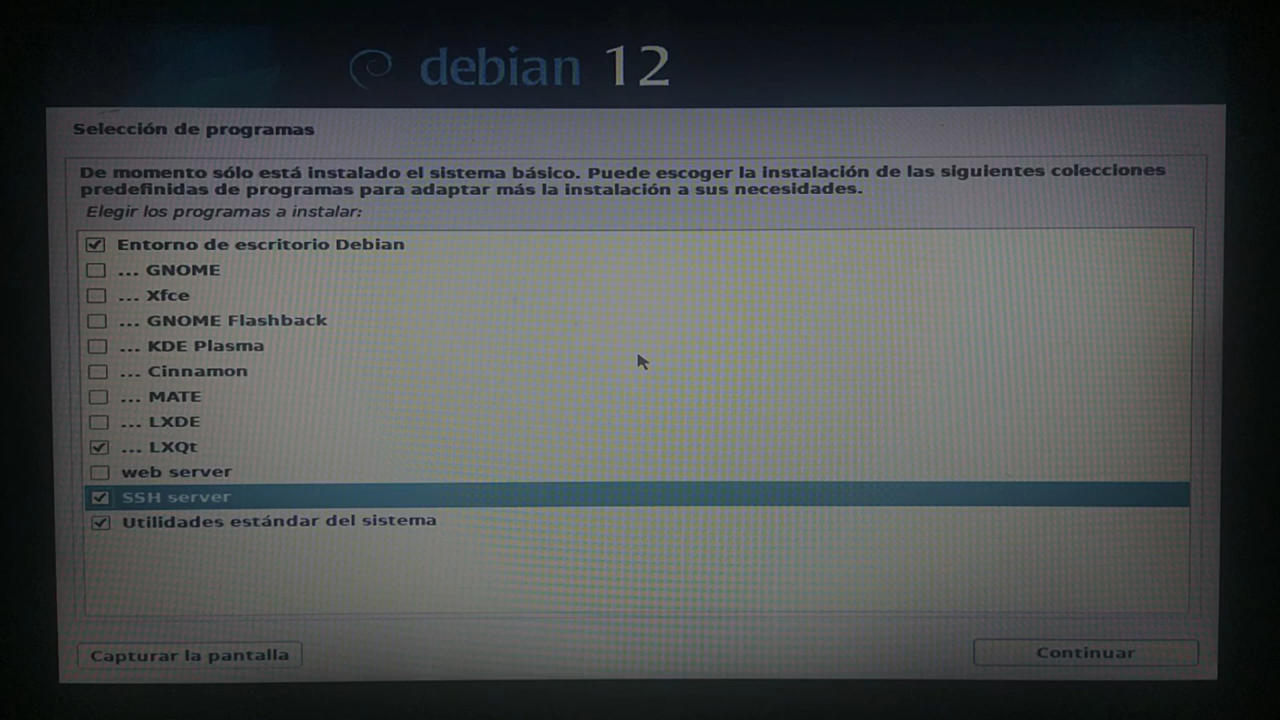 debian 12
Selección de programas
De momento sólo está instalado el sistema básico. Puede escoger la instalación de las siguientes colecciones
predefinidas de programas para adaptar más la instalación a sus necesidades.
Elegir los programas a instalar:
Entorno de escritorio Debian
... GNOME
... Xfce
... GNOME Flashback
... KDE Plasma
... Cinnamon
... MATE
... LXDE
... LXQt
web server
SSH server
Utilidades estándar del sistema
Capturar la pantalla
Continuar